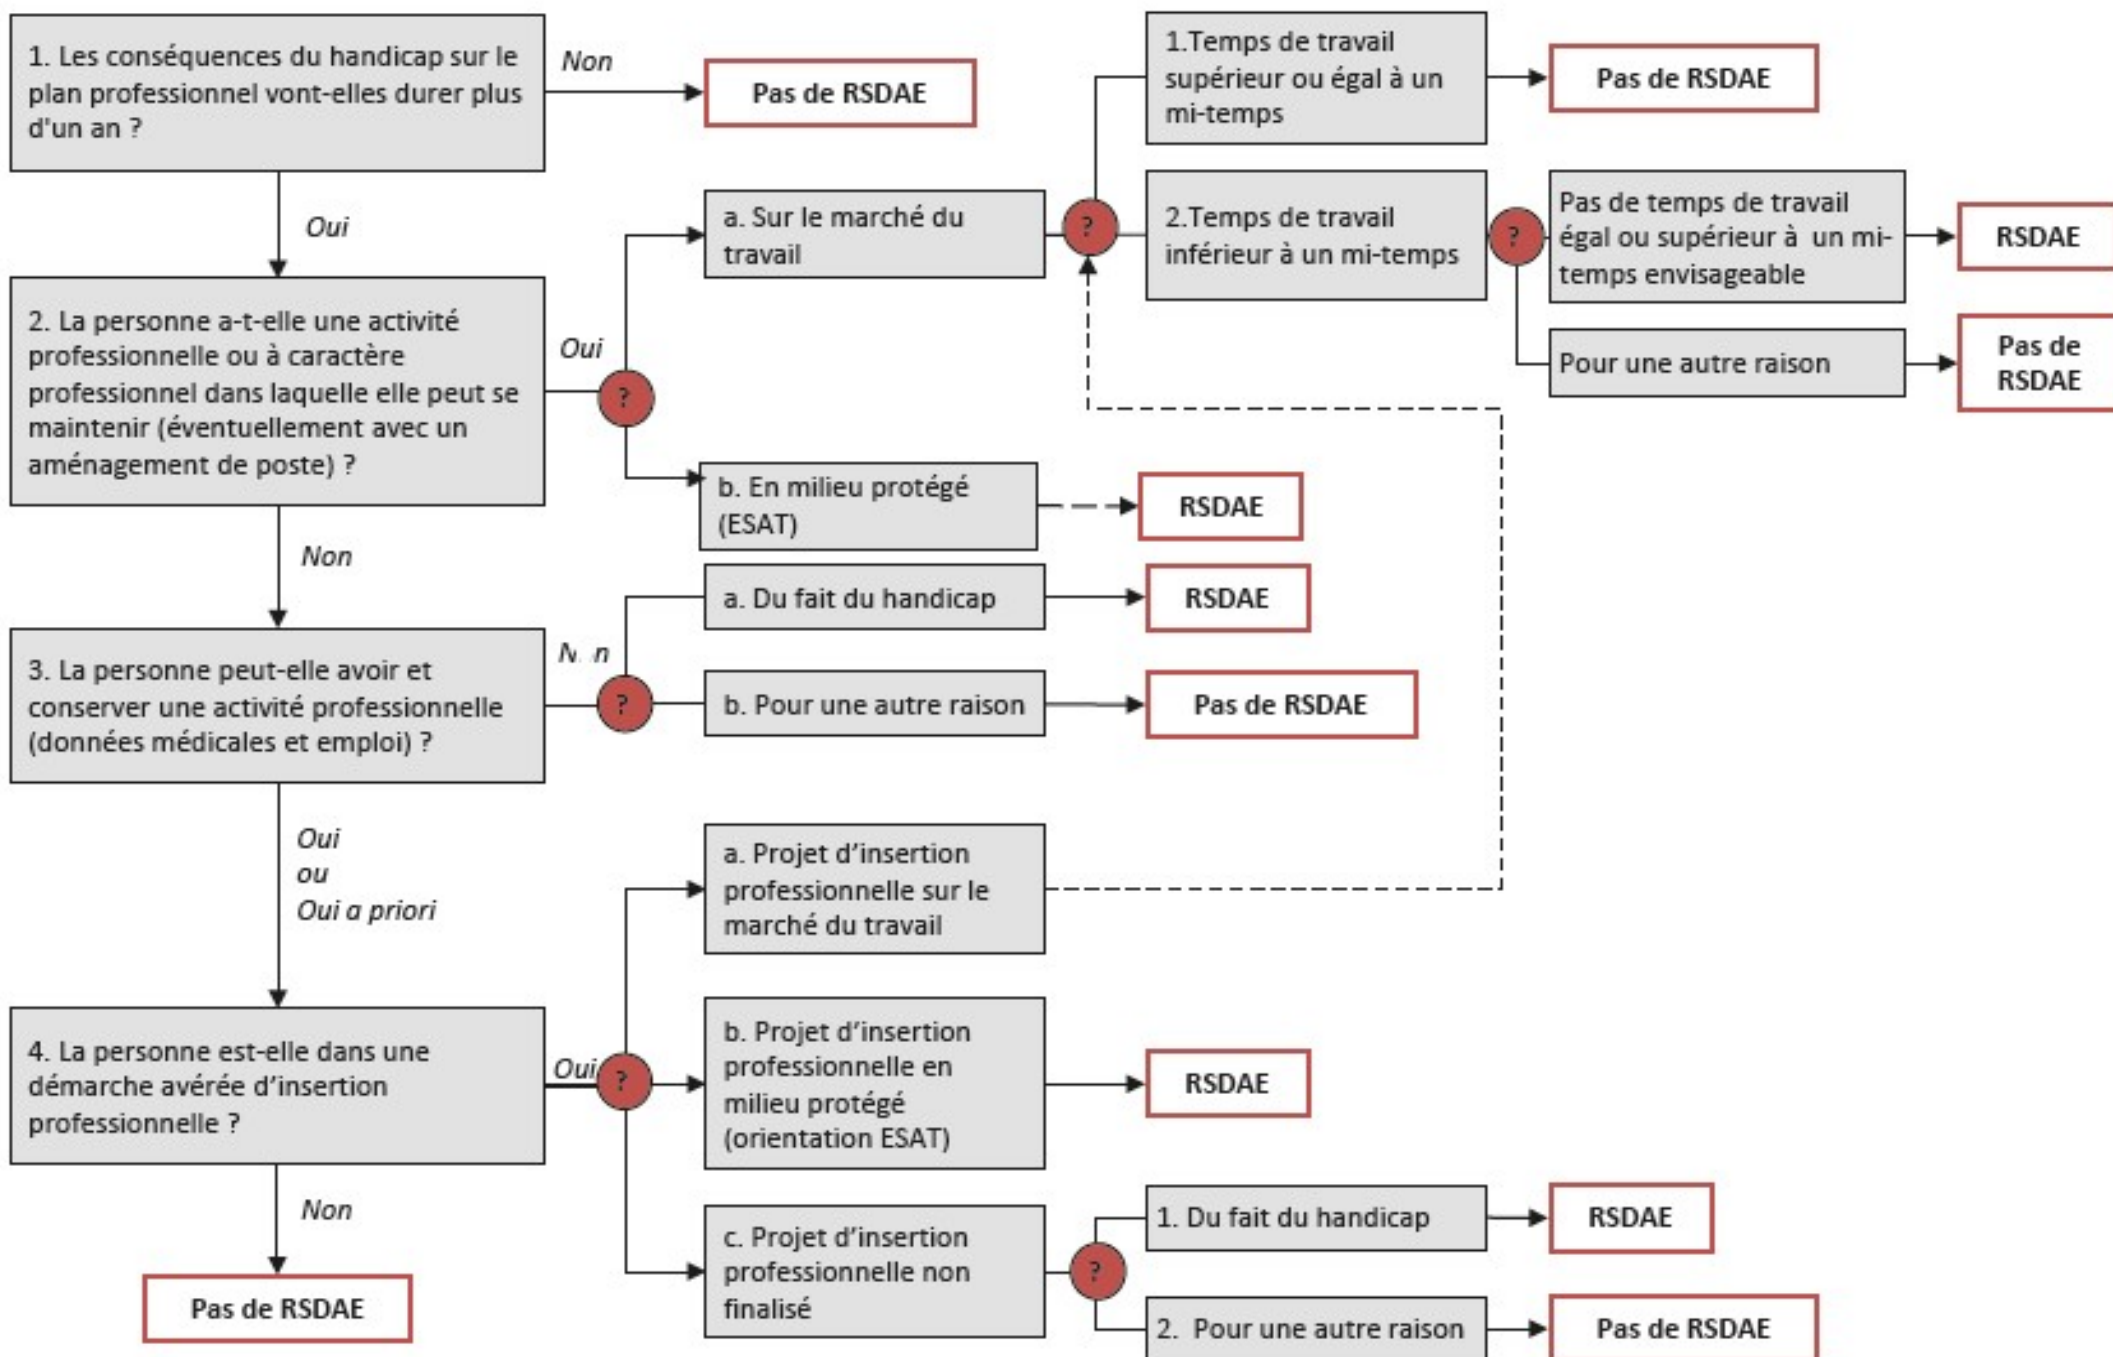 1. Les conséquences du handicap sur le
plan professionnel vont-elles durer plus
d'un an ?
Non
Pas de RSDAE
1.Temps de travail
supérieur ou égal à un
mi-temps
Pas de RSDAE
Oui
a. Sur le marché du
travail
?
2.Temps de travail
inférieur à un mi-temps
?
Pas de temps de travail
égal ou supérieur à un mi-
temps envisageable
RSDAE
Pour une autre raison
Pas de
RSDAE
2. La personne a-t-elle une activité
professionnelle ou à caractère
professionnel dans laquelle elle peut se
maintenir (éventuellement avec un
aménagement de poste) ?
Oui
?
b. En milieu protégé
(ESAT)
RSDAE
Non
a. Du fait du handicap
RSDAE
3. La personne peut-elle avoir et
conserver une activité professionnelle
(données médicales et emploi) ?
?
b. Pour une autre raison
Pas de RSDAE
Oui
ou
Oui a priori
a. Projet d’insertion
professionnelle sur le
marché du travail
4. La personne est-elle dans une
démarche avérée d’insertion
professionnelle ?
Oui
?
b. Projet d’insertion
professionnelle en
milieu protégé
(orientation ESAT)
RSDAE
Non
Pas de RSDAE
c. Projet d’insertion
professionnelle non
finalisé
?
1. Du fait du handicap
RSDAE
2. Pour une autre raison
Pas de RSDAE